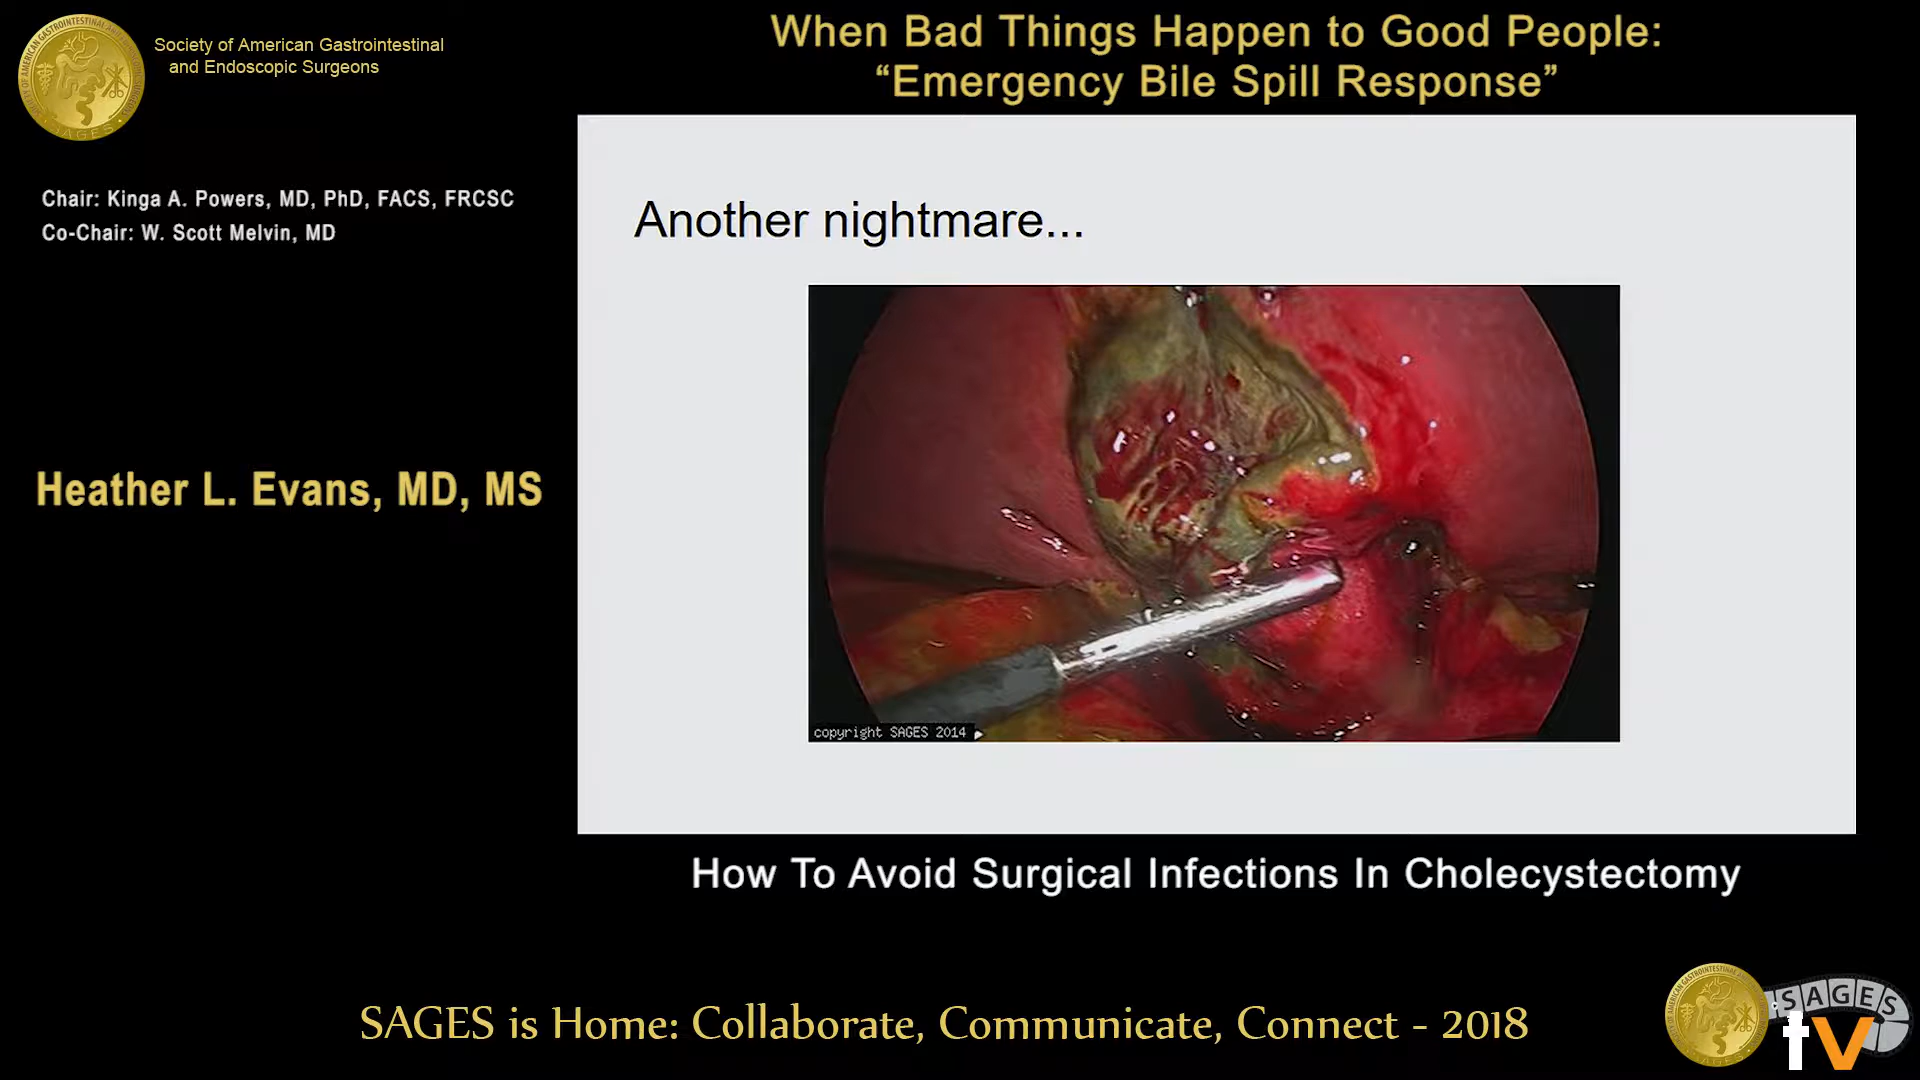 Society of American Gastrointestinal
and Endoscopic Surgeons
When Bad Things Happen to Good People:
“Emergency Bile Spill Response”
Chair: Kinga A. Powers, MD, PhD, FACS, FRCSC
Co-Chair: W. Scott Melvin, MD
Heather L. Evans, MD, MS
Another nightmare...
copyright SAGES 2014
How To Avoid Surgical Infections In Cholecystectomy
SAGES is Home: Collaborate, Communicate, Connect - 2018
SAGES
tv